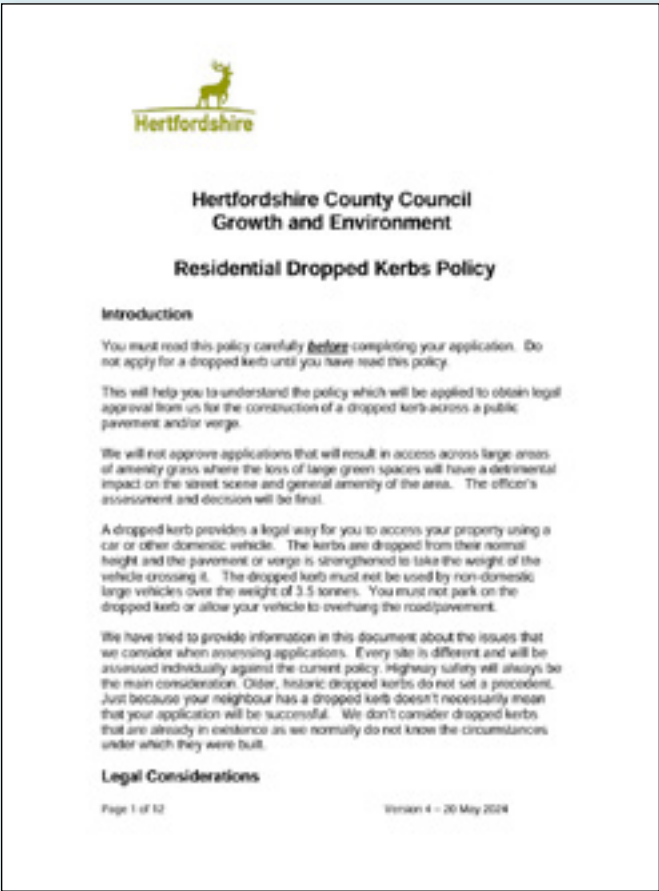 Hertfordshire
Hertfordshire County Council
Growth and Environment
Residential Dropped Kerbs Policy
Introduction
You must read this policy carefully before completing your application. Do
not apply for a dropped kerb until you have read this policy.
This will help you to understand the policy which will be applied to obtain legal
approval from us for the construction of a dropped kerb across a public
pavement and/or verge.
We will not approve applications that will result in access across large areas
of amenity grass where the loss of large green spaces will have a detrimental
impact on the street scene and general amenity of the area. The officer's
assessment and decision will be final.
A dropped kerb provides a legal way for you to access your property using a
car or other domestic vehicle. The kerbs are dropped from their normal
height and the pavement or verge is strengthened to take the weight of the
vehicle crossing it. The dropped kerb must not be used by non-domestic
large vehicles over the weight of 3.5 tonnes. You must not park on the
dropped kerb or allow your vehicle to overhang the road/pavement.
We have tried to provide information in this document about the issues that
we consider when assessing applications. Every site is different and will be
assessed individually against the current policy. Highway safety will always be
the main consideration. Older, historic dropped kerbs do not set a precedent.
Just because your neighbour has a dropped kerb doesn't necessarily mean
that your application will be successful. We don't consider dropped kerbs
that are already in existence as we normally do not know the circumstances
under which they were built.
Legal Considerations
Page 1 of 12
Version 4 – 20 May 2024